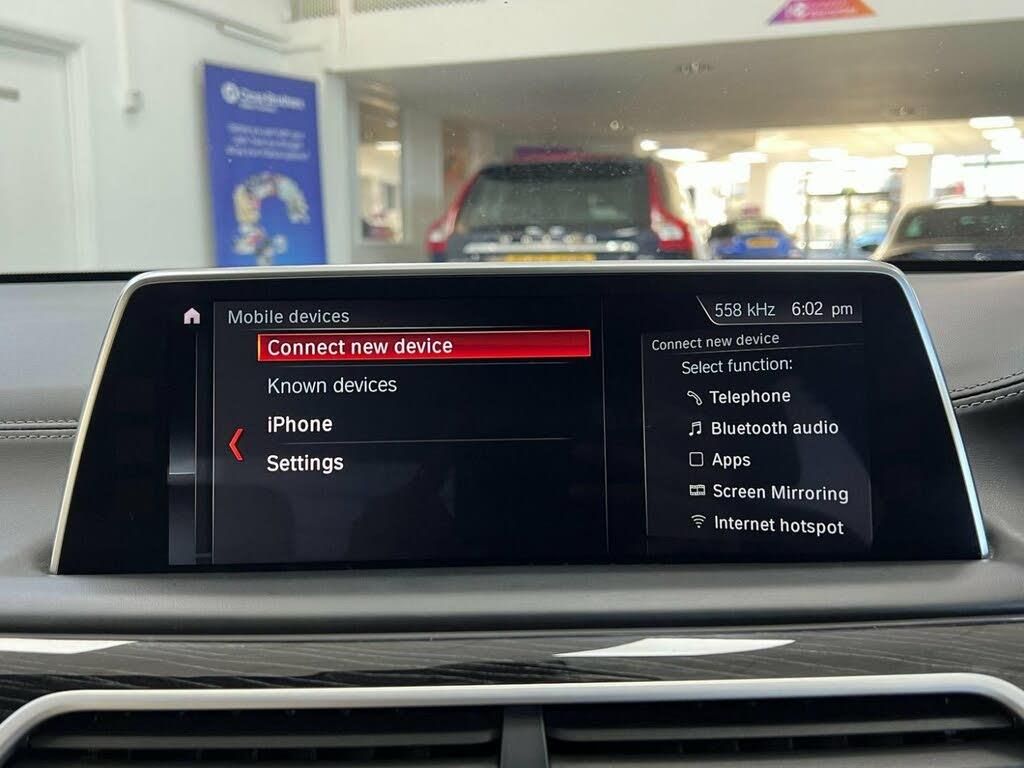 Mobile devices
Connect new device
Known devices
iPhone
Settings
558 kHz 6:02 pm
Connect new device
Select function:
Telephone
Bluetooth audio
Apps
Screen Mirroring
Internet hotspot